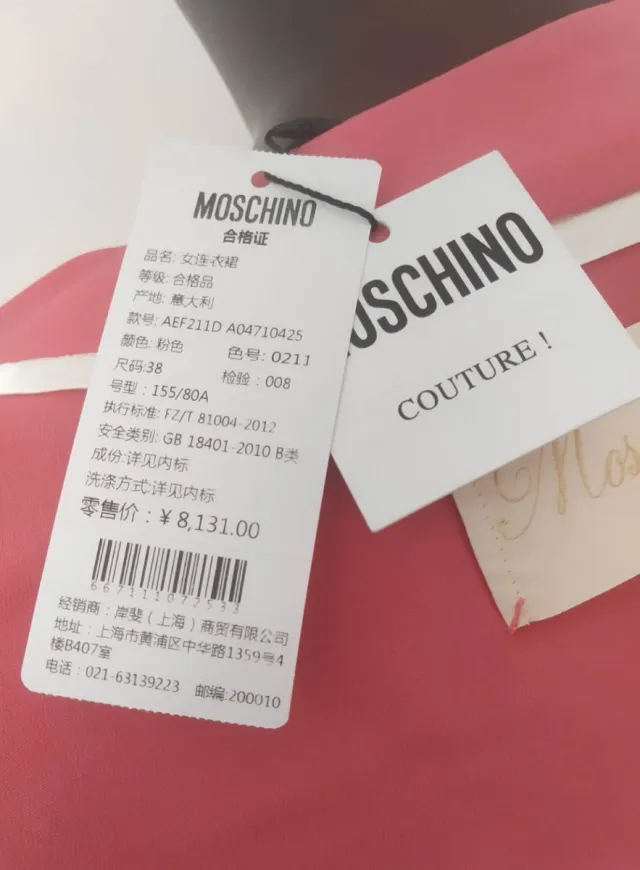 MOSCHINO
合格证
品名: 女连衣裙
等级: 合格品
产地: 意大利
款号: AEF211D A04710425
颜色: 粉色 色号: 0211
尺码:38 检验：008
号型：155/80A
执行标准: FZ/T 81004-2012
安全类别: GB 18401-2010 B类
成份:详见内标
洗涤方式:详见内标
零售价：¥ 8,131.00
667111072533
经销商：岸斐（上海）商贸有限公司
地址：上海市黄浦区中华路1359号4
楼B407室
电话：021-63139223 邮编:200010
OSCHINO
COUTURE !
Mos